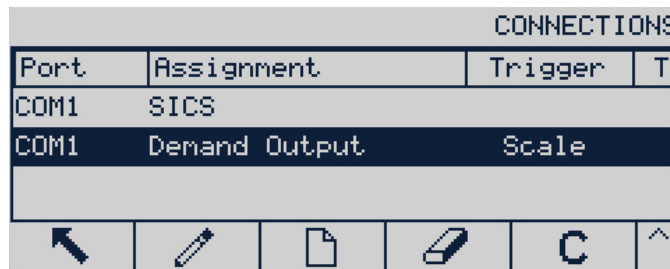 CONNECTIONS
Port Assignment Trigger T
COM1 SICS
COM1 Demand Output Scale
C